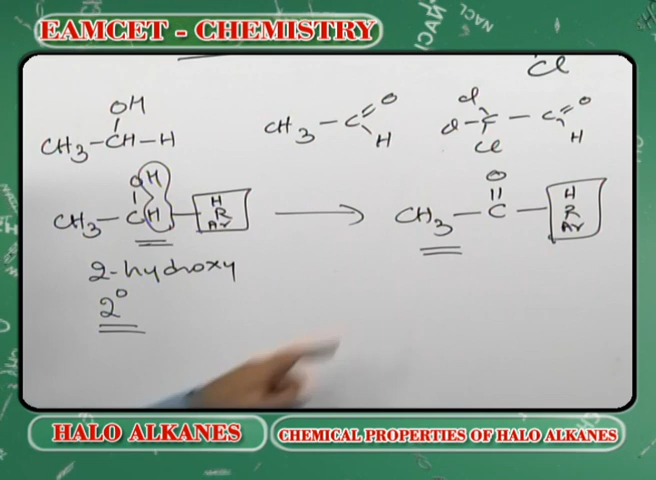 EAMCET - CHEMISTRY
Cl
OH
CH3-CH-H
CH3-C=O
H
Cl
Cl-C-C=O
Cl
H
OH
CH3-CH-
H
R
Ar
O
CH3-C-
H
R
Ar
2-hydroxy
2°
HALO ALKANES
CHEMICAL PROPERTIES OF HALO ALKANES